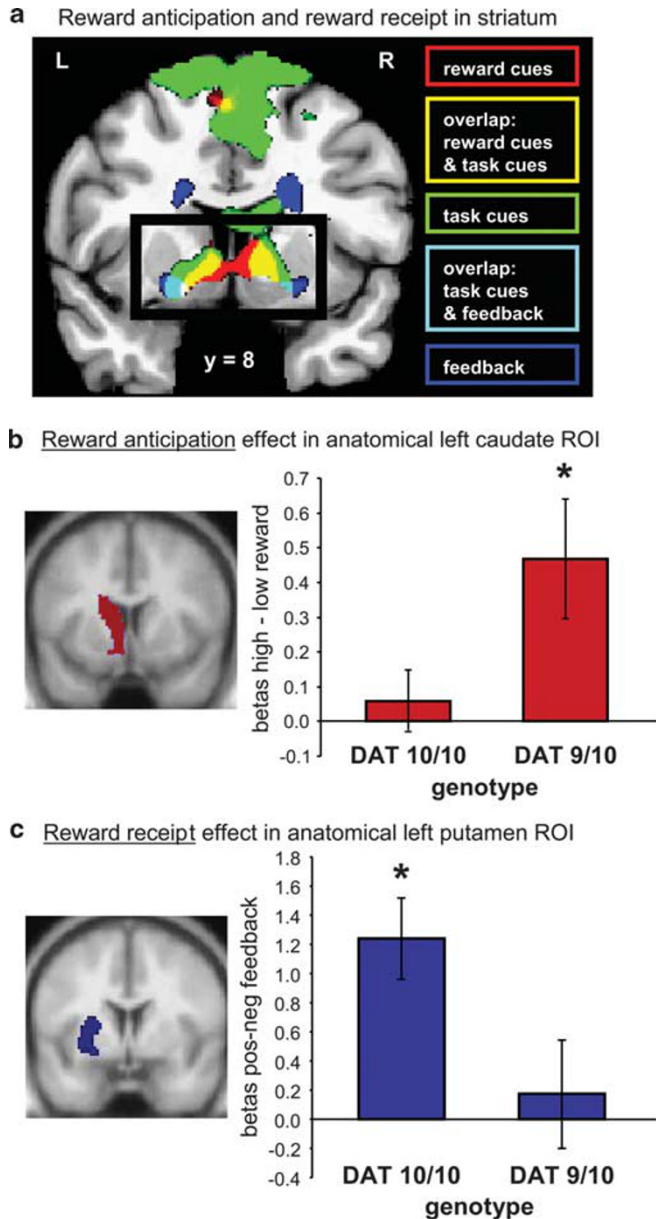 a Reward anticipation and reward receipt in striatum
L
R
reward cues
overlap:
reward cues
& task cues
task cues
overlap:
task cues
& feedback
feedback
y = 8
b Reward anticipation effect in anatomical left caudate ROI
betas high - low reward
0.7
0.6
0.5
0.4
0.3
0.2
0.1
0.0
-0.1
*
DAT 10/10
DAT 9/10
genotype
c Reward receipt effect in anatomical left putamen ROI
betas pos-neg feedback
1.8
1.6
1.4
1.2
1.0
0.8
0.6
0.4
0.2
0.0
-0.2
-0.4
*
DAT 10/10
DAT 9/10
genotype